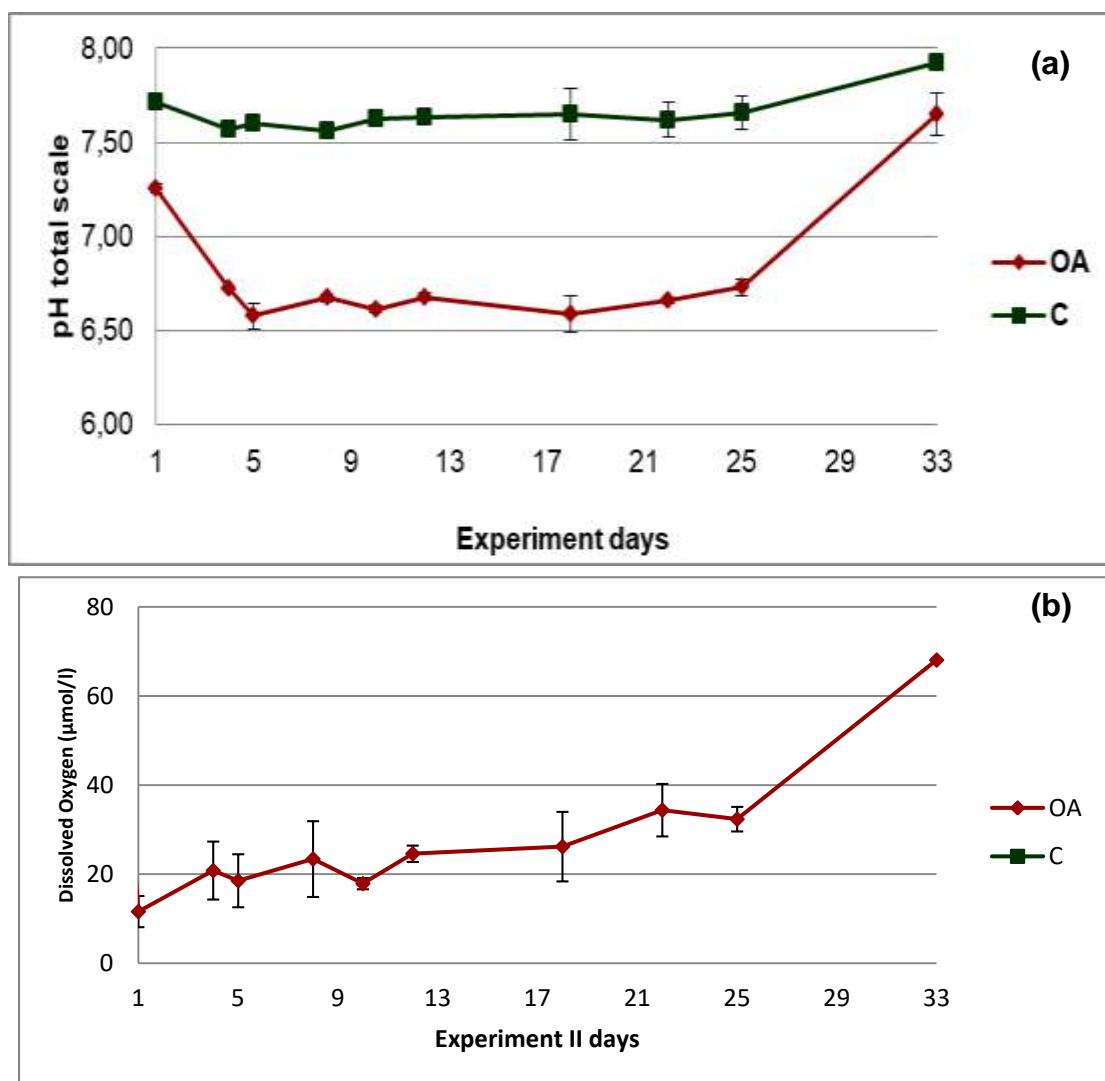 (a)
8,00
7,50
7,00
6,50
6,00
pH total scale
1 5 9 13 17 21 25 29 33
Experiment days
OA
C
(b)
80
60
40
20
0
Dissolved Oxygen (µmol/l)
1 5 9 13 17 21 25 29 33
Experiment II days
OA
C